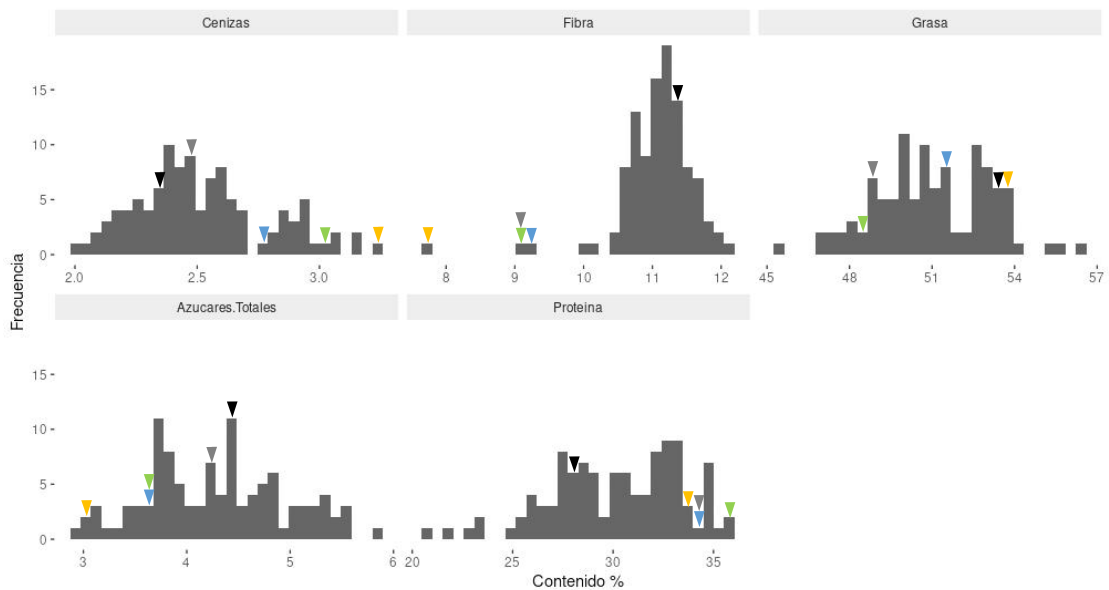 Cenizas Fibra Grasa
15
10
5
0
2.0 2.5 3.0 8 9 10 11 12 45 48 51 54 57
Frecuencia
Azucares.Totales Proteina
15
10
5
0
3 4 5 6 20 25 30 35
Contenido %